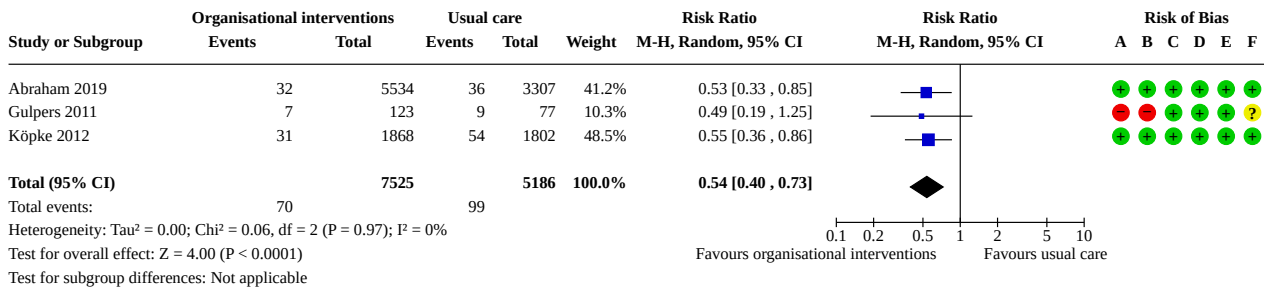 Organisational interventions Usual care Risk Ratio Risk Ratio Risk of Bias
Study or Subgroup Events Total Events Total Weight M-H, Random, 95% CI M-H, Random, 95% CI A B C D E F
Abraham 2019 32 5534 36 3307 41.2% 0.53 [0.33 , 0.85] + + + + + +
Gulpers 2011 7 123 9 77 10.3% 0.49 [0.19 , 1.25] − − + + + ?
Köpke 2012 31 1868 54 1802 48.5% 0.55 [0.36 , 0.86] + + + + + +
Total (95% CI) 7525 5186 100.0% 0.54 [0.40 , 0.73]
Total events: 70 99
Heterogeneity: Tau² = 0.00; Chi² = 0.06, df = 2 (P = 0.97); I² = 0%
0.1 0.2 0.5 1 2 5 10
Test for overall effect: Z = 4.00 (P < 0.0001) Favours organisational interventions Favours usual care
Test for subgroup differences: Not applicable